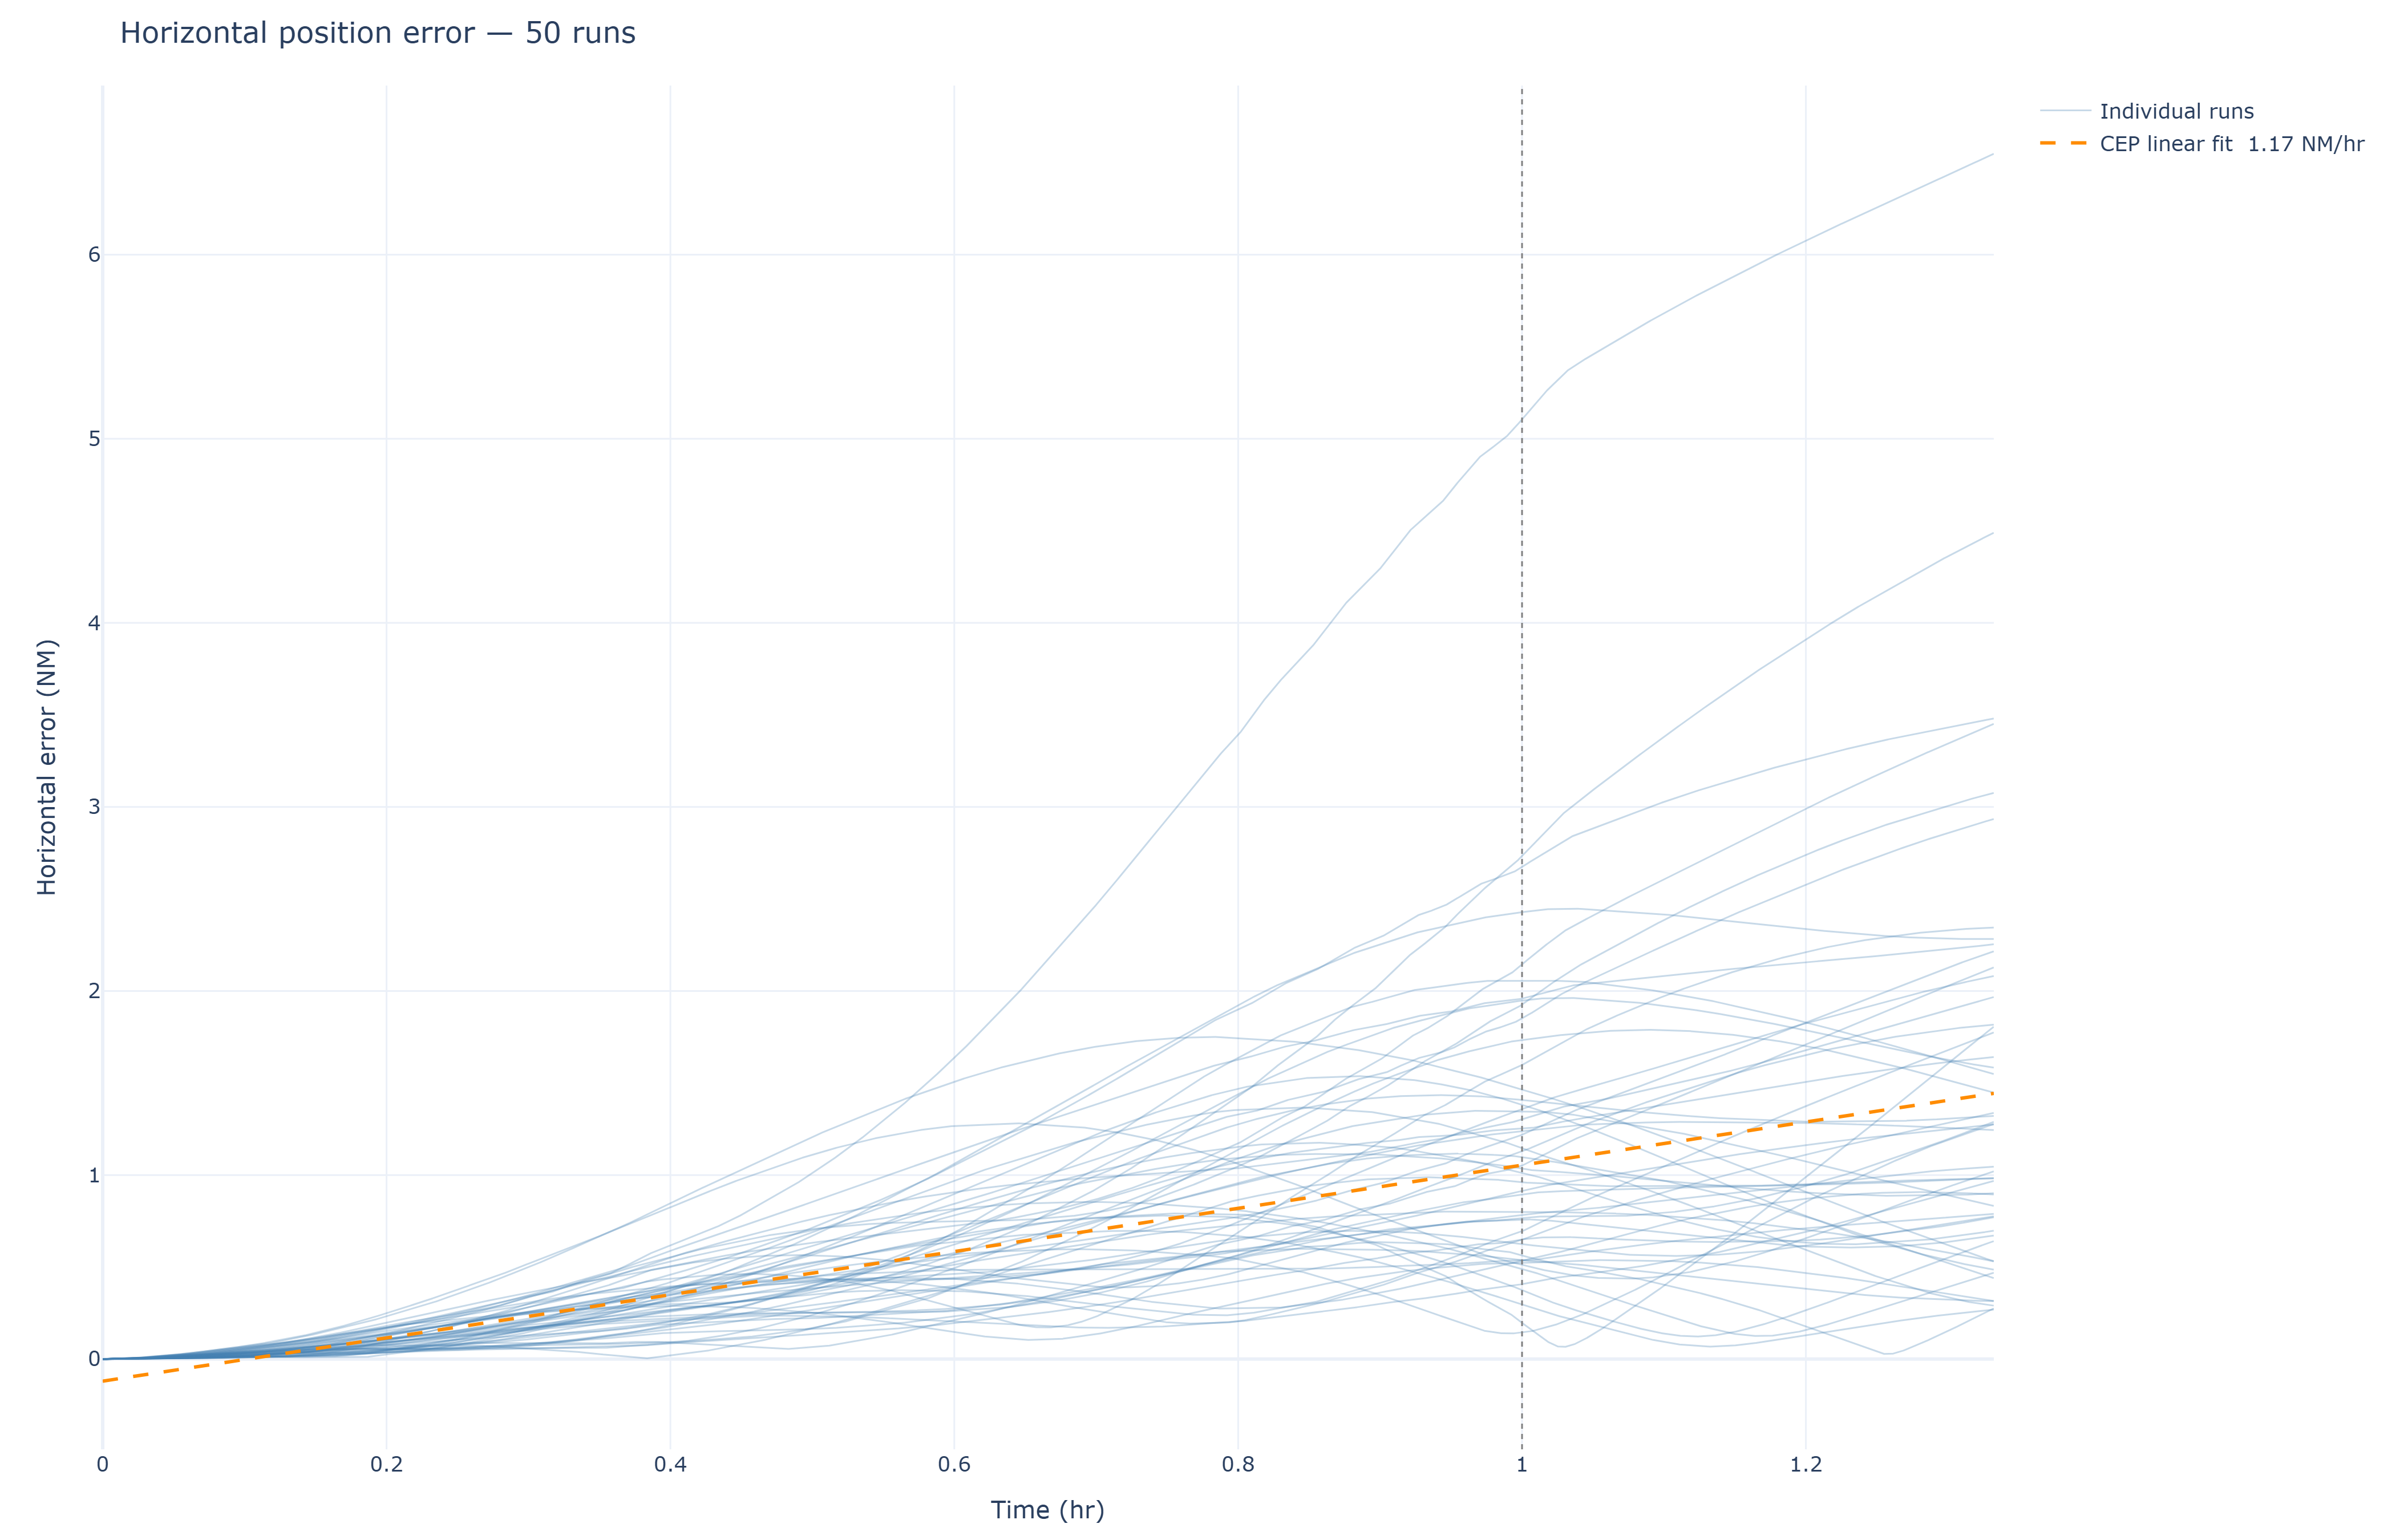 Horizontal position error — 50 runs
Individual runs
CEP linear fit 1.17 NM/hr
Horizontal error (NM)
6
5
4
3
2
1
0
0
0.2
0.4
0.6
0.8
1
1.2
Time (hr)